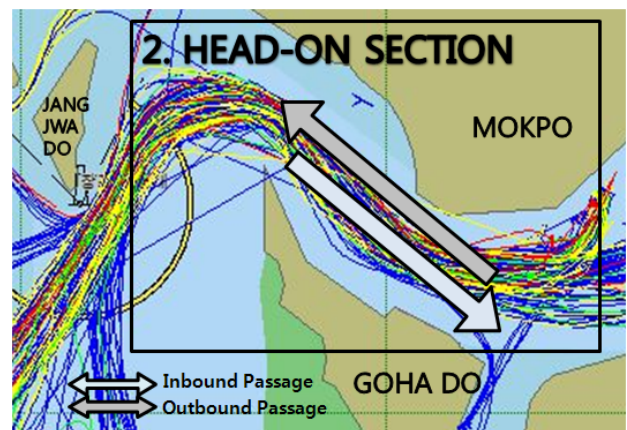 2. HEAD-ON SECTION
JANG
JWA
DO
MOKPO
GOHA DO
Inbound Passage
Outbound Passage